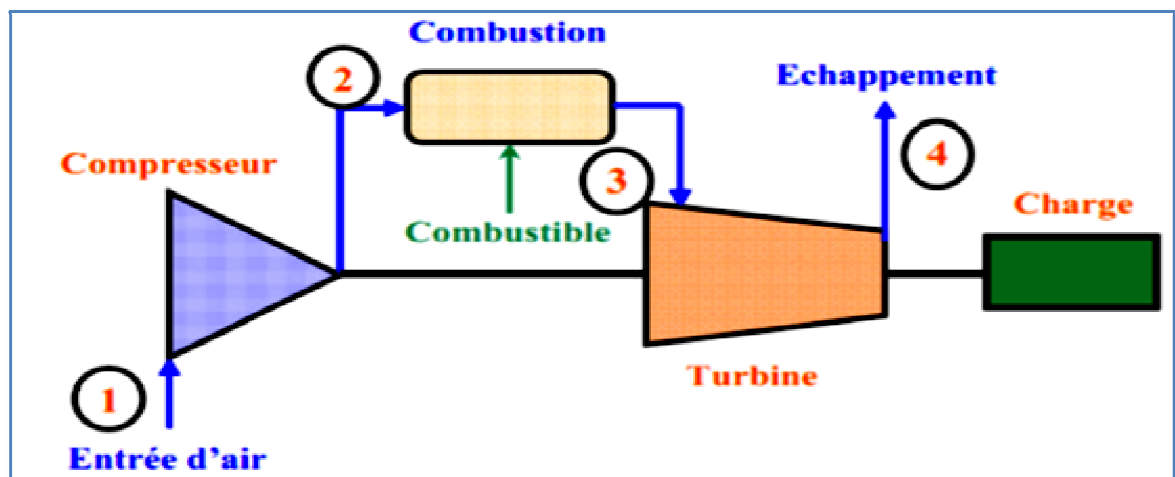 Combustion
2
Echappement
Compresseur
4
3
Charge
Combustible
Turbine
1
Entrée d'air